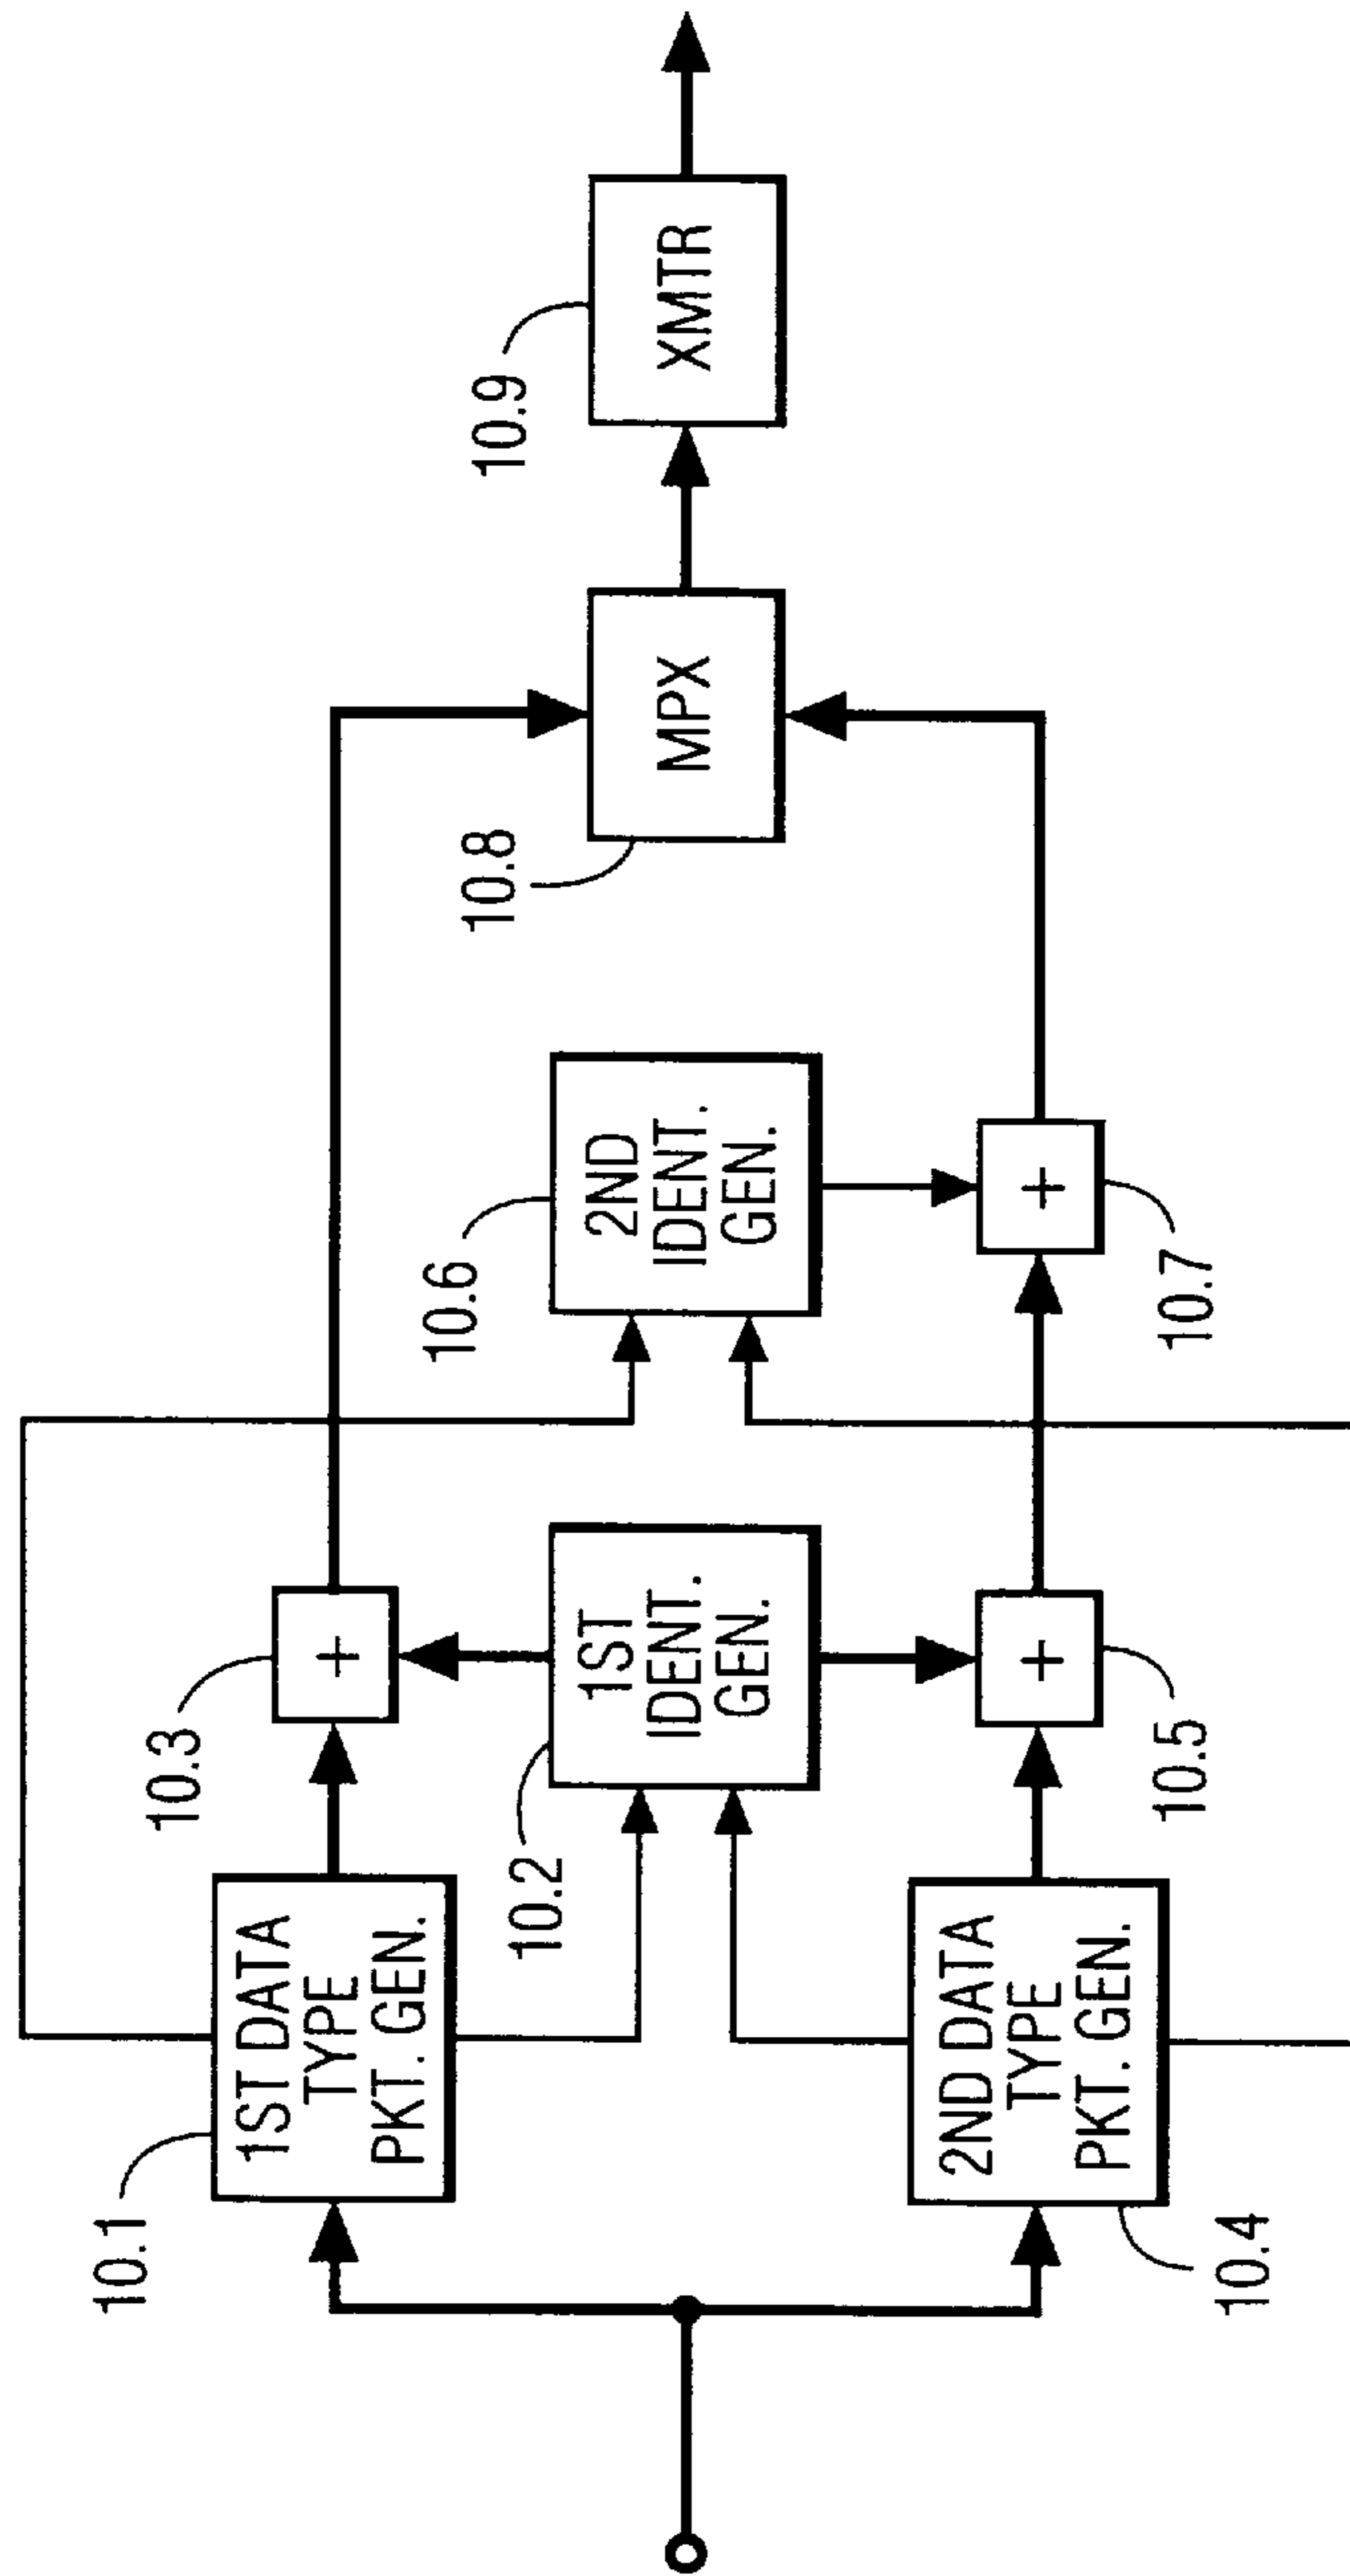 10.1
1ST DATA
TYPE
PKT. GEN.
10.3
+
10.2
1ST
IDENT.
GEN.
10.4
2ND DATA
TYPE
PKT. GEN.
10.5
+
10.6
2ND
IDENT.
GEN.
10.7
+
10.8
MPX
10.9
XMTR